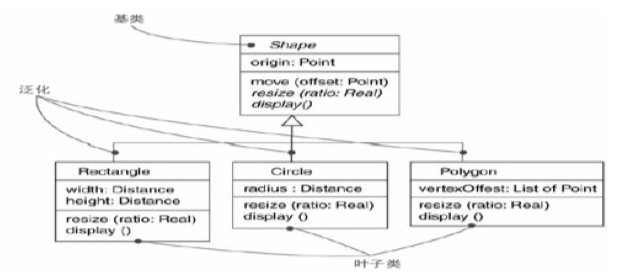 基类
Shape
origin: Point
move (offset: Point)
resize (ratio: Real)
display()
泛化
Rectangle
width: Distance
height: Distance
resize (ratio: Real)
display ()
Circle
radius : Distance
resize (ratio: Real)
display ()
Polygon
vertexOffest: List of Point
resize (ratio: Real)
display ()
叶子类